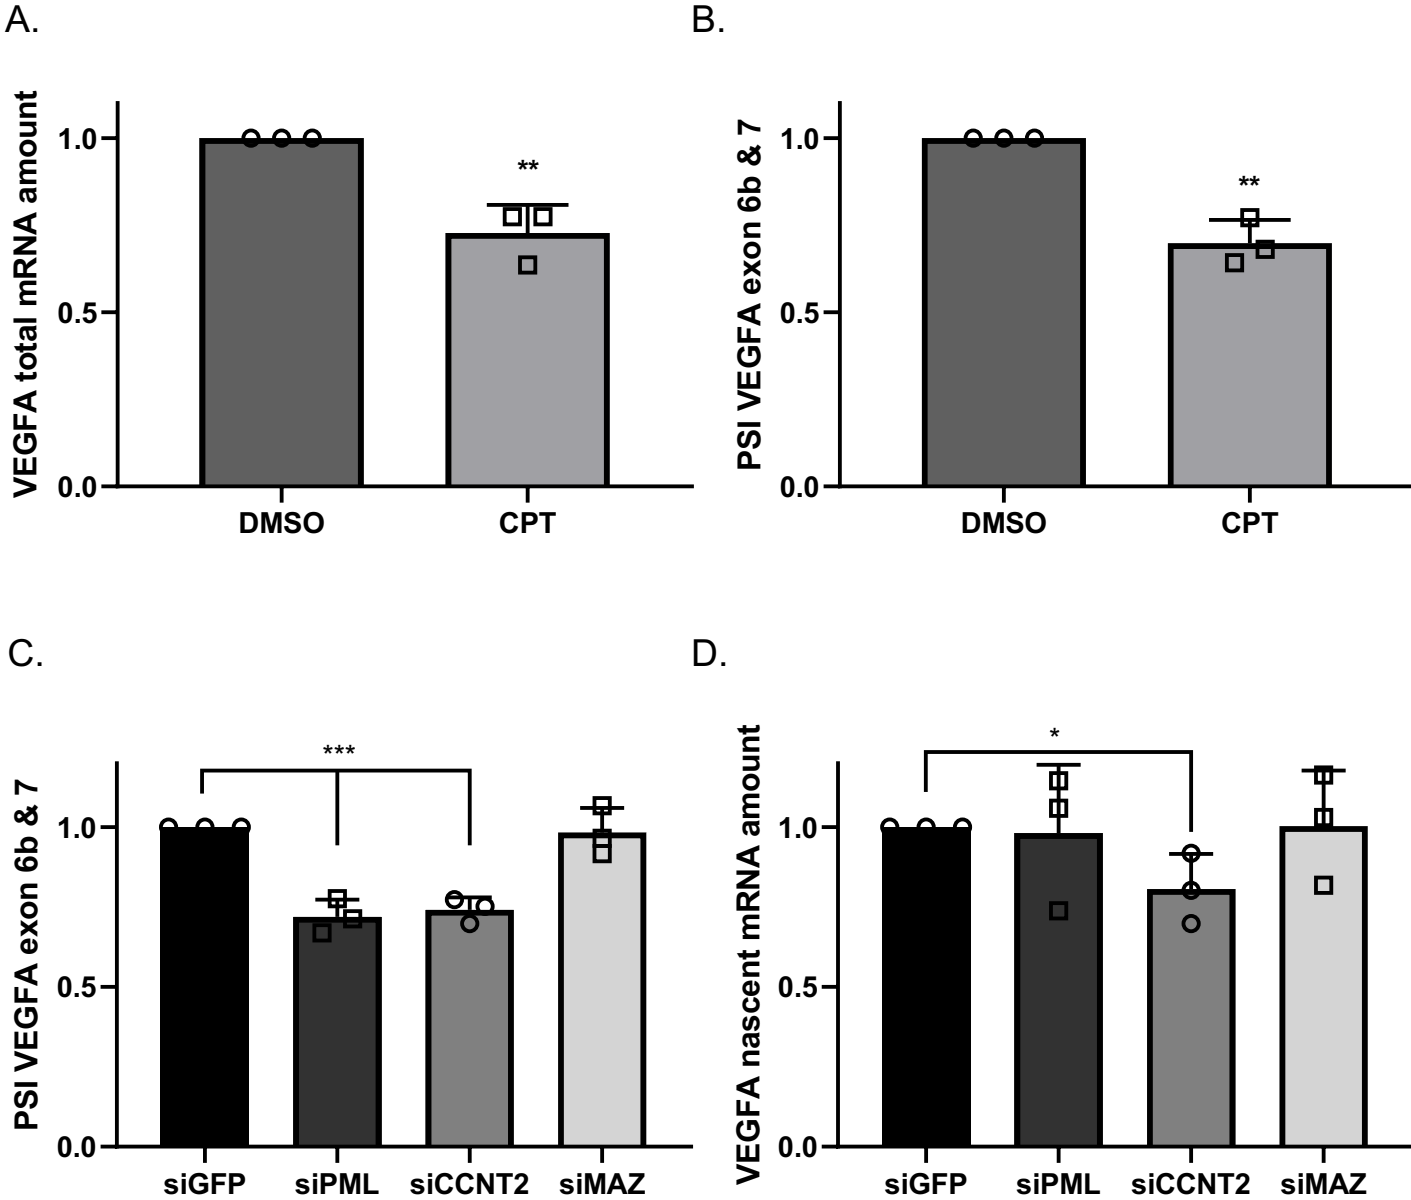 A.
VEGFA total mRNA amount
1.0
0.5
0.0
**
DMSO
CPT
B.
PSI VEGFA exon 6b & 7
1.0
0.5
0.0
**
DMSO
CPT
C.
PSI VEGFA exon 6b & 7
1.0
0.5
0.0
***
siGFP
siPML
siCCNT2
siMAZ
D.
VEGFA nascent mRNA amount
1.0
0.5
0.0
*
siGFP
siPML
siCCNT2
siMAZ